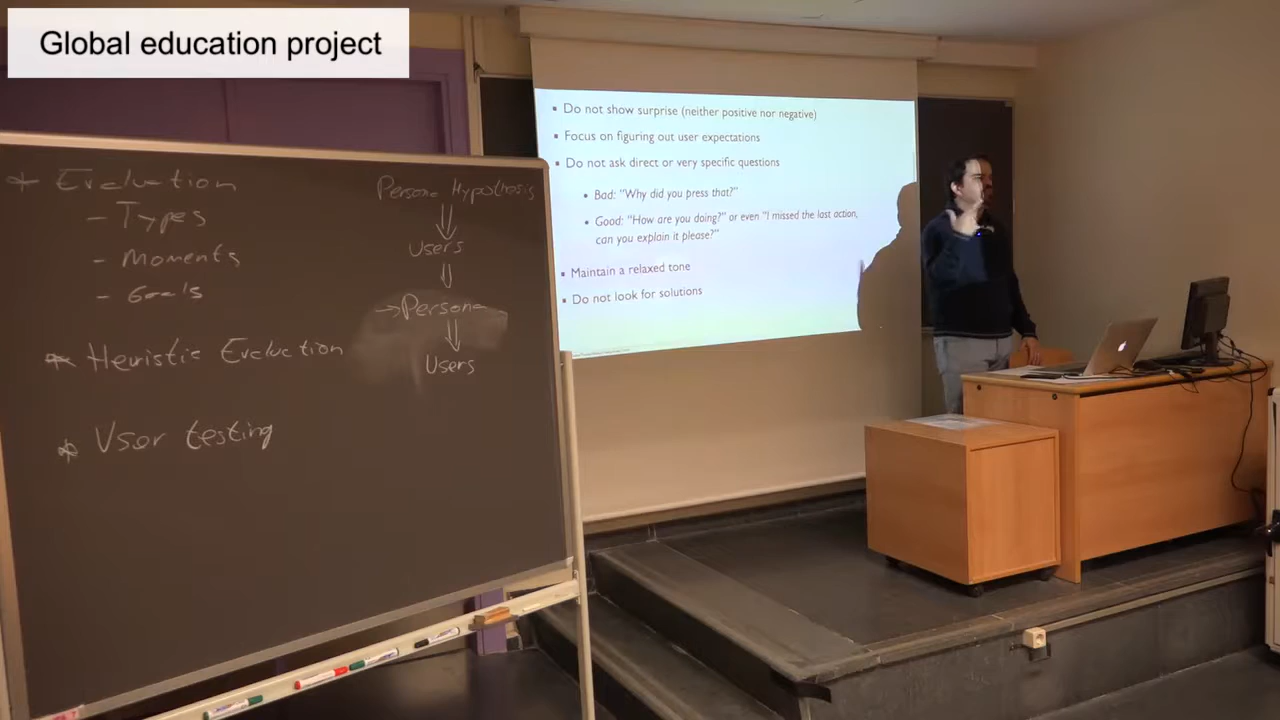 Global education project
* Evaluation
- Types
- Moments
- Goals
* Heuristic Evaluation
* User testing
Persona Hypothesis
Users
→ Persona
Users
▪ Do not show surprise (neither positive nor negative)
▪ Focus on figuring out user expectations
▪ Do not ask direct or very specific questions
• Bad: "Why did you press that?"
• Good: "How are you doing?" or even "I missed the last action,
can you explain it please?"
▪ Maintain a relaxed tone
▪ Do not look for solutions